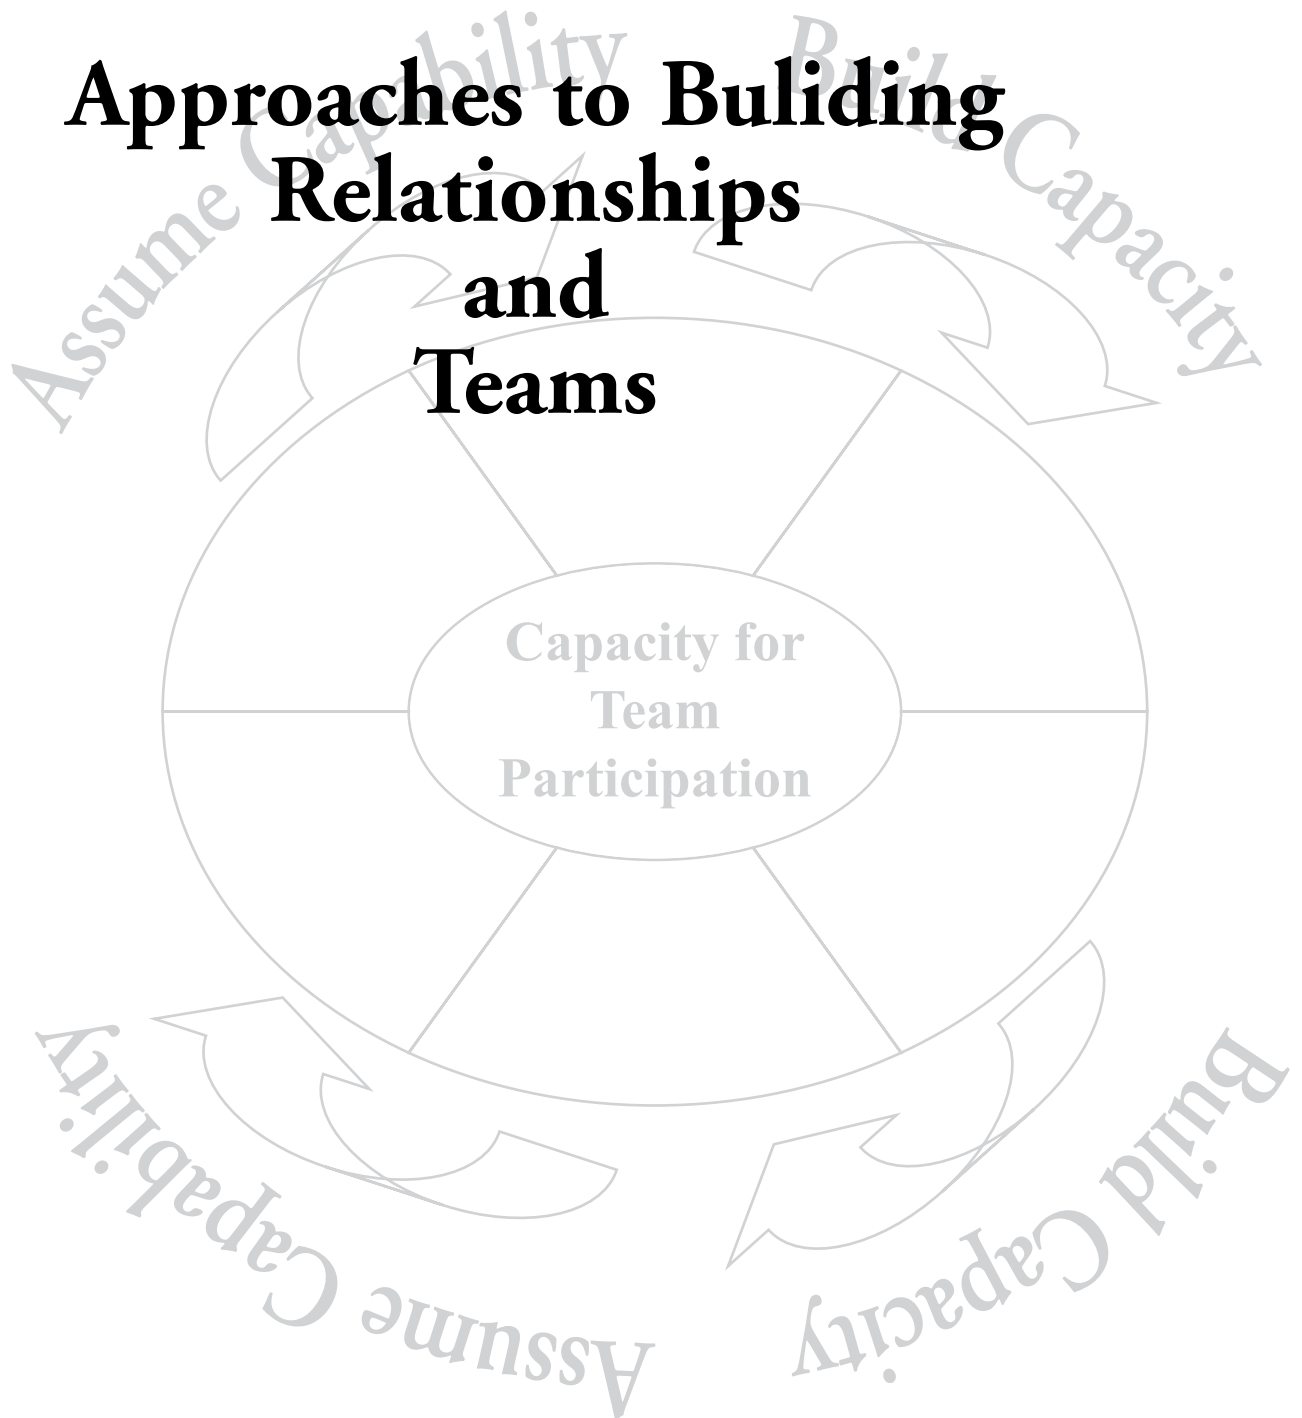 Approaches to Buliding
Relationships
and
Teams
Assume Capability
Build Capacity
Capacity for
Team
Participation
Assume Capability
Build Capacity